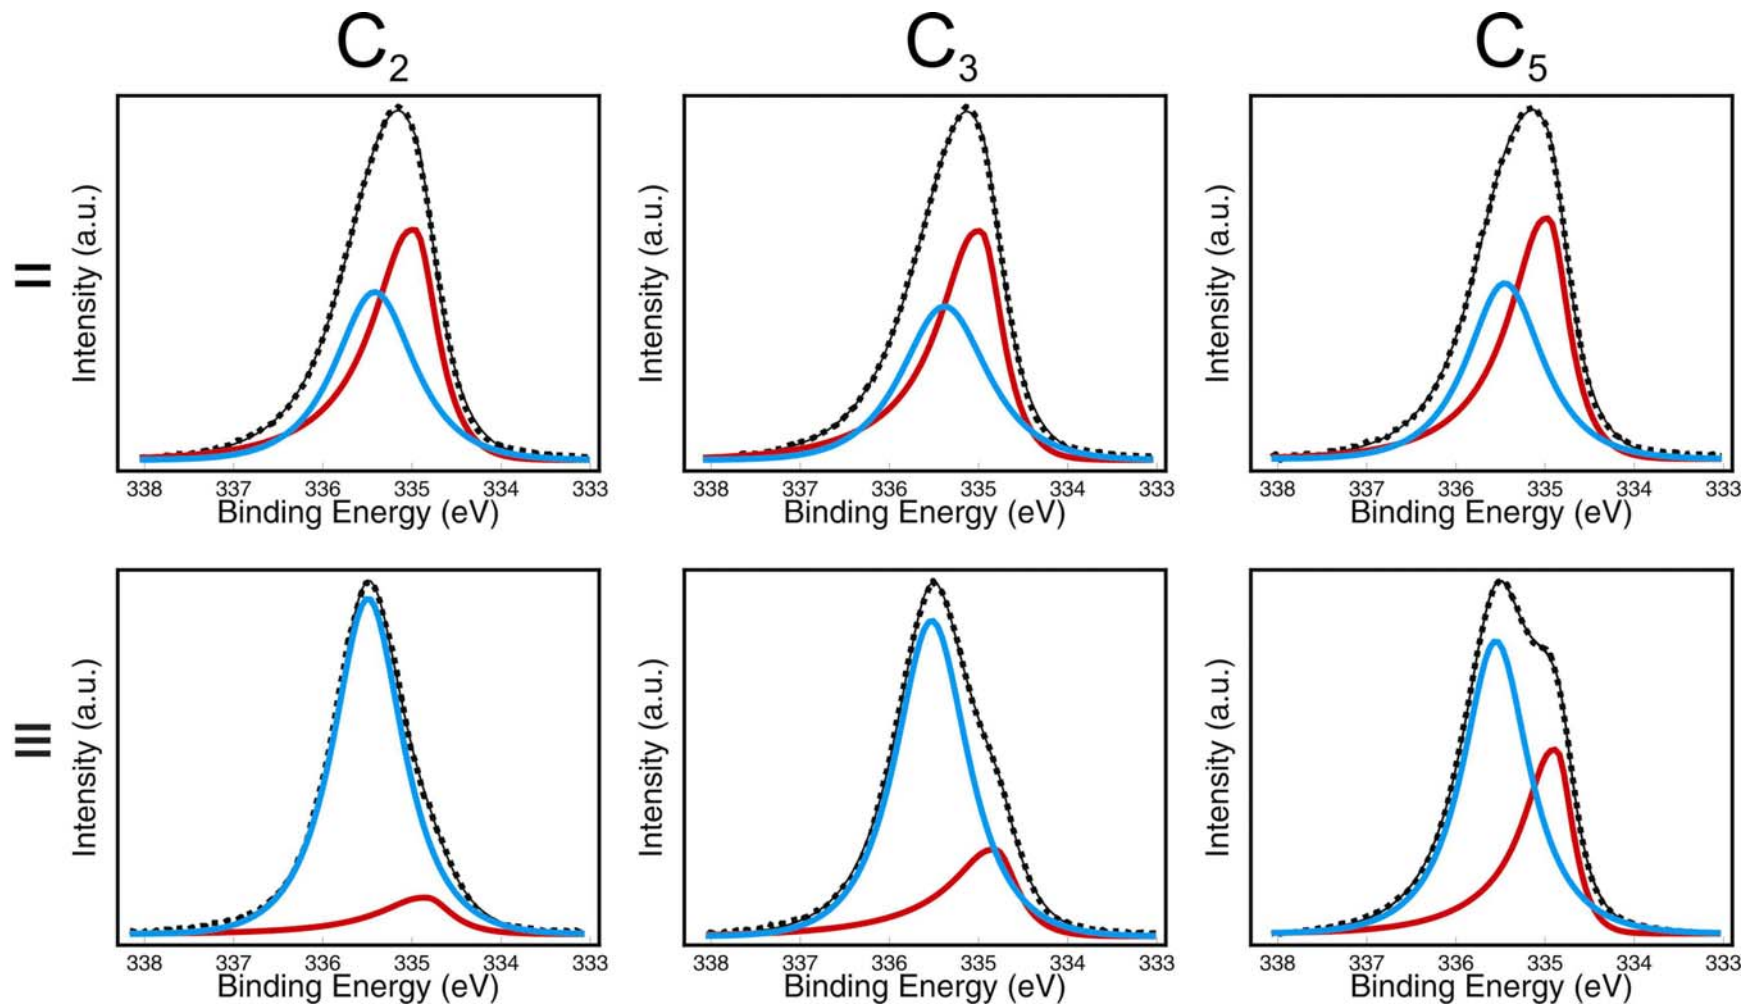 C2 C3 C5
II
Intensity (a.u.) Intensity (a.u.) Intensity (a.u.)
338 337 336 335 334 333 338 337 336 335 334 333 338 337 336 335 334 333
Binding Energy (eV) Binding Energy (eV) Binding Energy (eV)
III
Intensity (a.u.) Intensity (a.u.) Intensity (a.u.)
338 337 336 335 334 333 338 337 336 335 334 333 338 337 336 335 334 333
Binding Energy (eV) Binding Energy (eV) Binding Energy (eV)